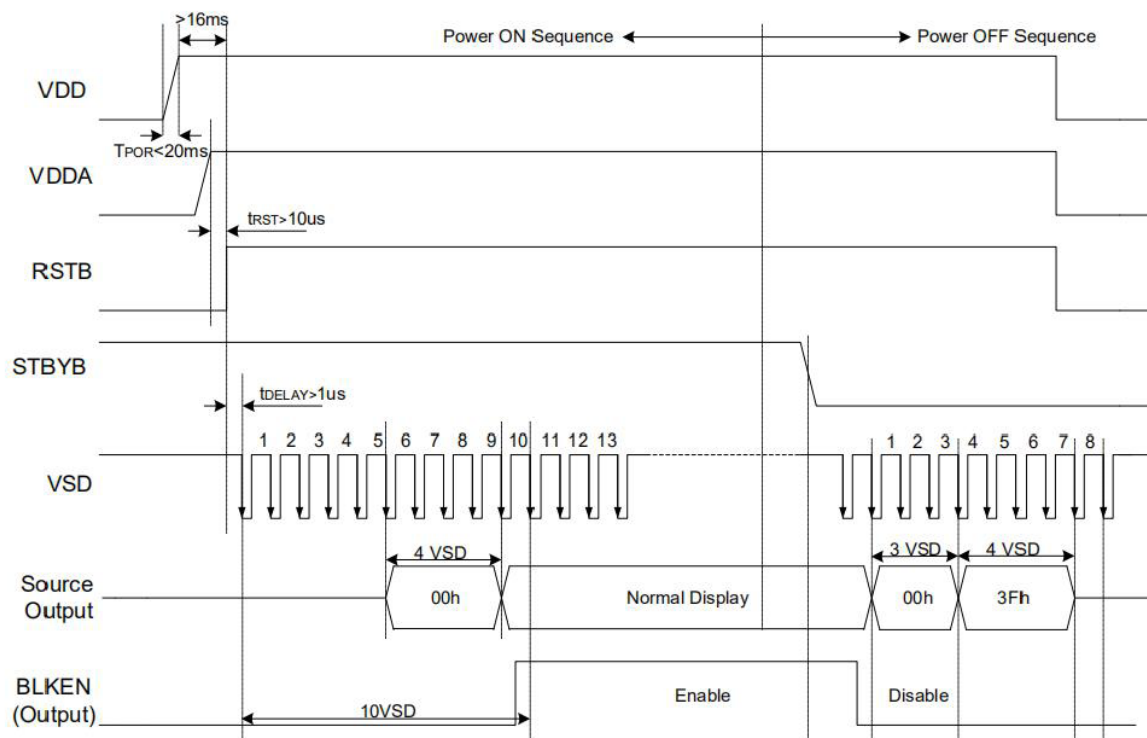 >16ms
Power ON Sequence
Power OFF Sequence
VDD
TPOR<20ms
VDDA
tRST>10us
RSTB
STBYB
tDELAY>1us
1 2 3 4 5 6 7 8 9 10 11 12 13
1 2 3 4 5 6 7 8
VSD
4 VSD
3 VSD
4 VSD
Source
Output
00h
Normal Display
00h
3Fh
BLKEN
(Output)
10VSD
Enable
Disable